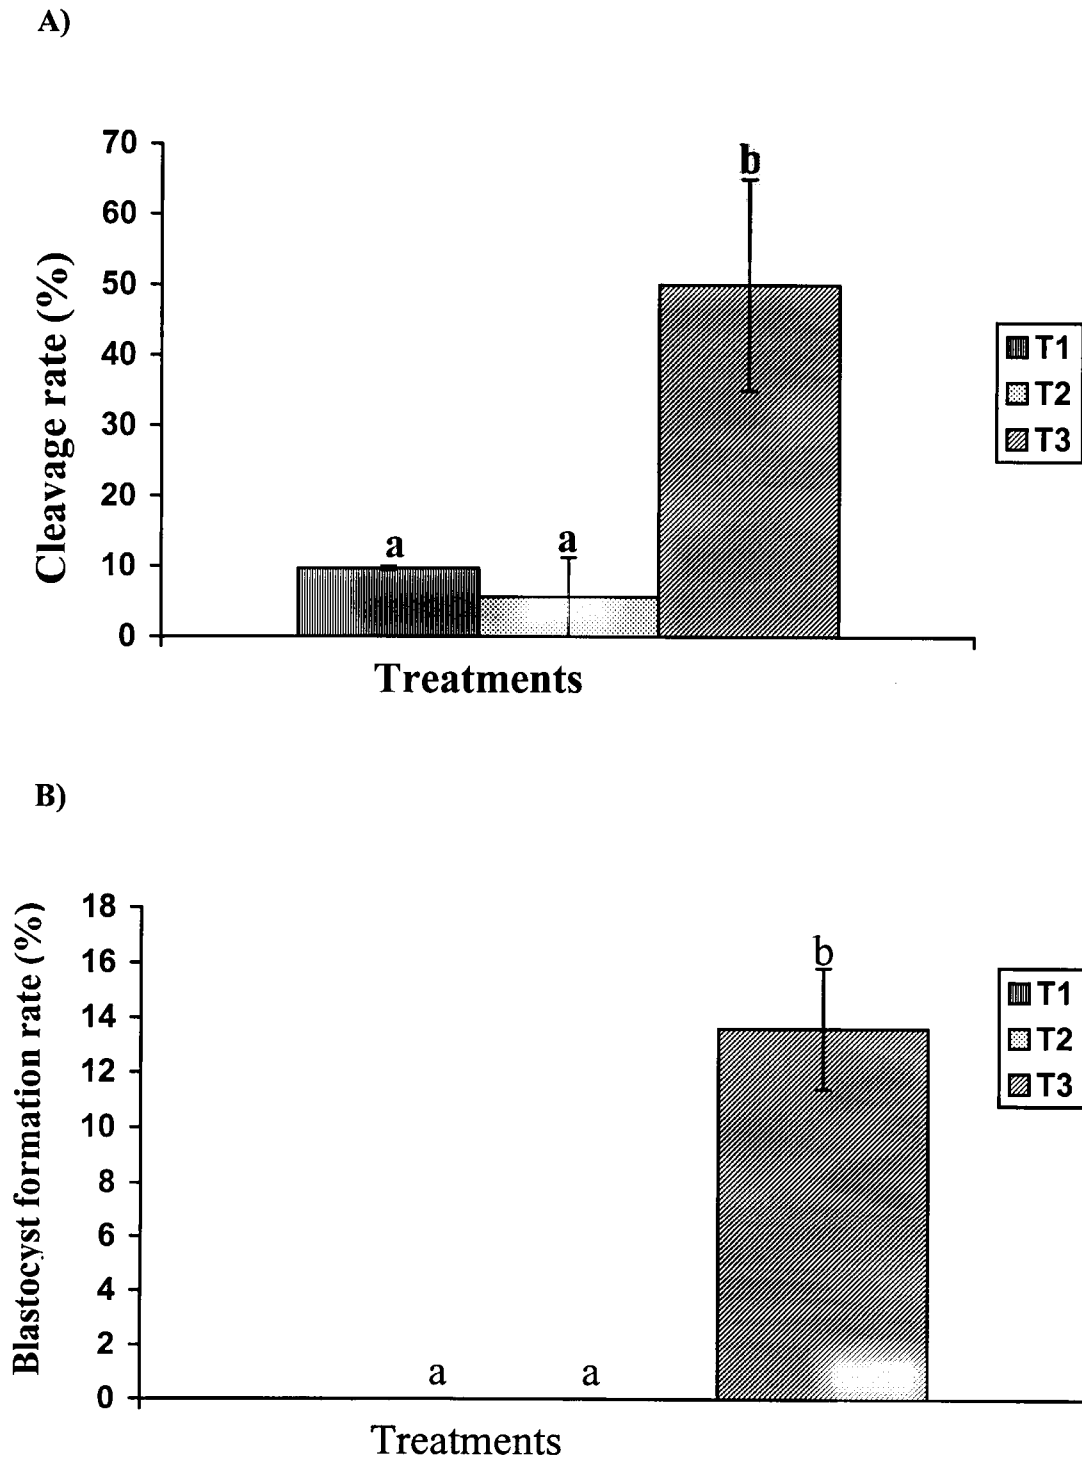 A)
70
60
50
40
30
20
10
0
Cleavage rate (%)
a
a
b
Treatments
T1
T2
T3
B)
18
16
14
12
10
8
6
4
2
0
Blastocyst formation rate (%)
a
a
b
Treatments
T1
T2
T3